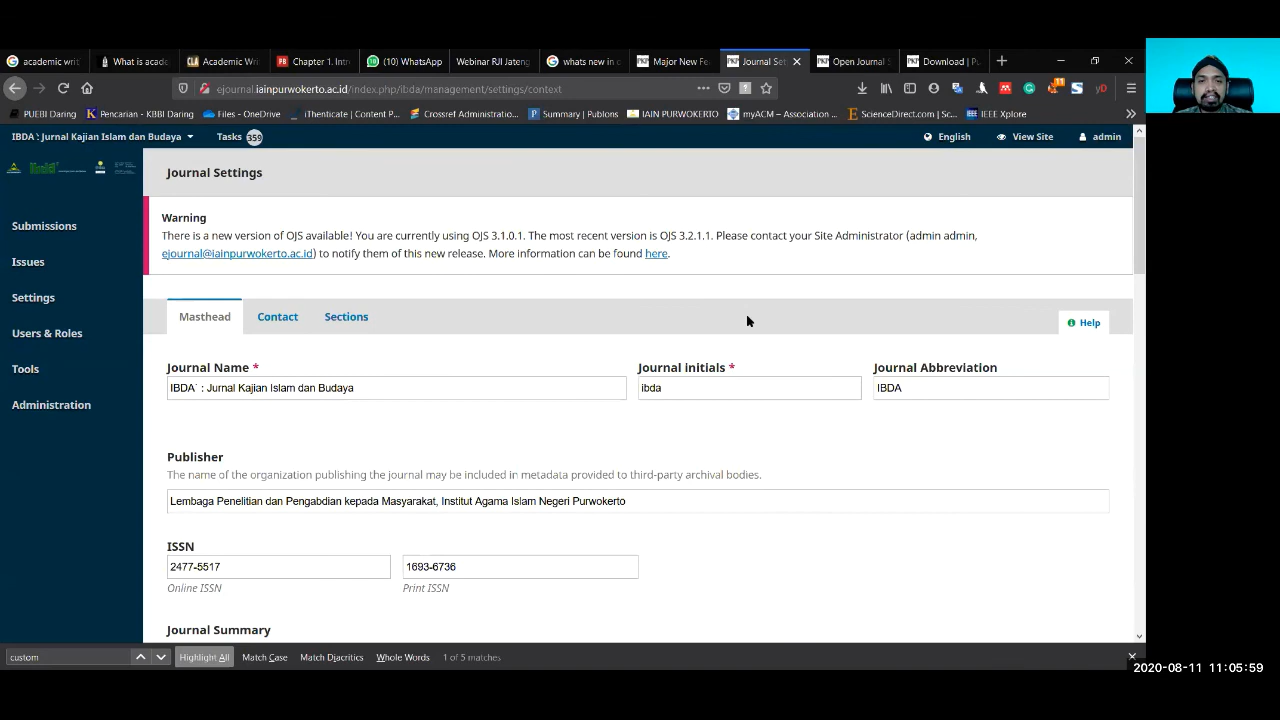 academic writ
What is acade
Academic Wri
Chapter 1. Intr
(10) WhatsApp
Webinar RJI Jateng
whats new in o
Major New Fe
Journal Set
Open Journal S
Download | Pu
ejournal.iainpurwokerto.ac.id/index.php/ibda/management/settings/context
PUEBI Daring
Pencarian - KBBI Daring
Files - OneDrive
iThenticate | Content P...
Crossref Administratio...
Summary | Publons
IAIN PURWOKERTO
myACM – Association ...
ScienceDirect.com | Sc...
IEEE Xplore
IBDA`: Jurnal Kajian Islam dan Budaya
Tasks 359
English
View Site
admin
Journal Settings
Submissions
Issues
Settings
Users & Roles
Tools
Administration
Warning
There is a new version of OJS available! You are currently using OJS 3.1.0.1. The most recent version is OJS 3.2.1.1. Please contact your Site Administrator (admin admin,
ejournal@iainpurwokerto.ac.id) to notify them of this new release. More information can be found here.
Masthead
Contact
Sections
Help
Journal Name *
Journal initials *
Journal Abbreviation
IBDA` : Jurnal Kajian Islam dan Budaya
ibda
IBDA
Publisher
The name of the organization publishing the journal may be included in metadata provided to third-party archival bodies.
Lembaga Penelitian dan Pengabdian kepada Masyarakat, Institut Agama Islam Negeri Purwokerto
ISSN
2477-5517
1693-6736
Online ISSN
Print ISSN
Journal Summary
custom
Highlight All
Match Case
Match Diacritics
Whole Words
1 of 5 matches
2020-08-11 11:05:59